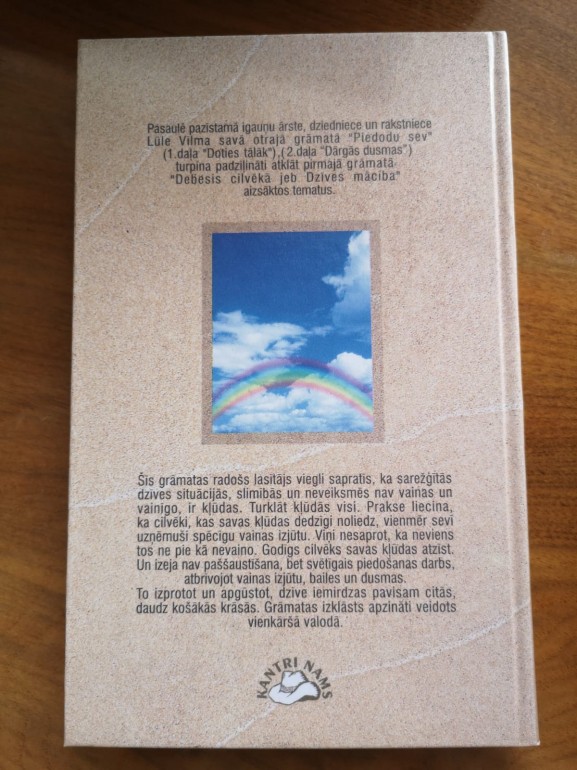 Pasaulē pazīstamā igauņu ārste, dziedniece un rakstniece
Lūle Vīlma savā otrajā grāmatā "Piedodu sev"
(1.daļa "Doties tālāk"),(2.daļa "Dārgās dusmas")
turpina padziļināti atklāt pirmajā grāmatā
"Debesis cilvēkā jeb Dzīves mācība"
aizsāktos tematus.
Šīs grāmatas radošs lasītājs viegli sapratīs, ka sarežģītās
dzīves situācijās, slimībās un neveiksmēs nav vainas un
vainīgo, ir kļūdas. Turklāt kļūdās visi. Prakse liecina,
ka cilvēki, kas savas kļūdas dedzīgi noliedz, vienmēr sevī
uzņēmuši spēcīgu vainas izjūtu. Viņi nesaprot, ka neviens
tos ne pie kā nevaino. Godīgs cilvēks savas kļūdas atzīst.
Un izeja nav paššaustīšana, bet svētīgais piedošanas darbs,
atbrīvojot vainas izjūtu, bailes un dusmas.
To izprotot un apgūstot, dzīve iemirdzas pavisam citās,
daudz košākās krāsās. Grāmatas izklāsts apzināti veidots
vienkāršā valodā.
KANTRI NAMS